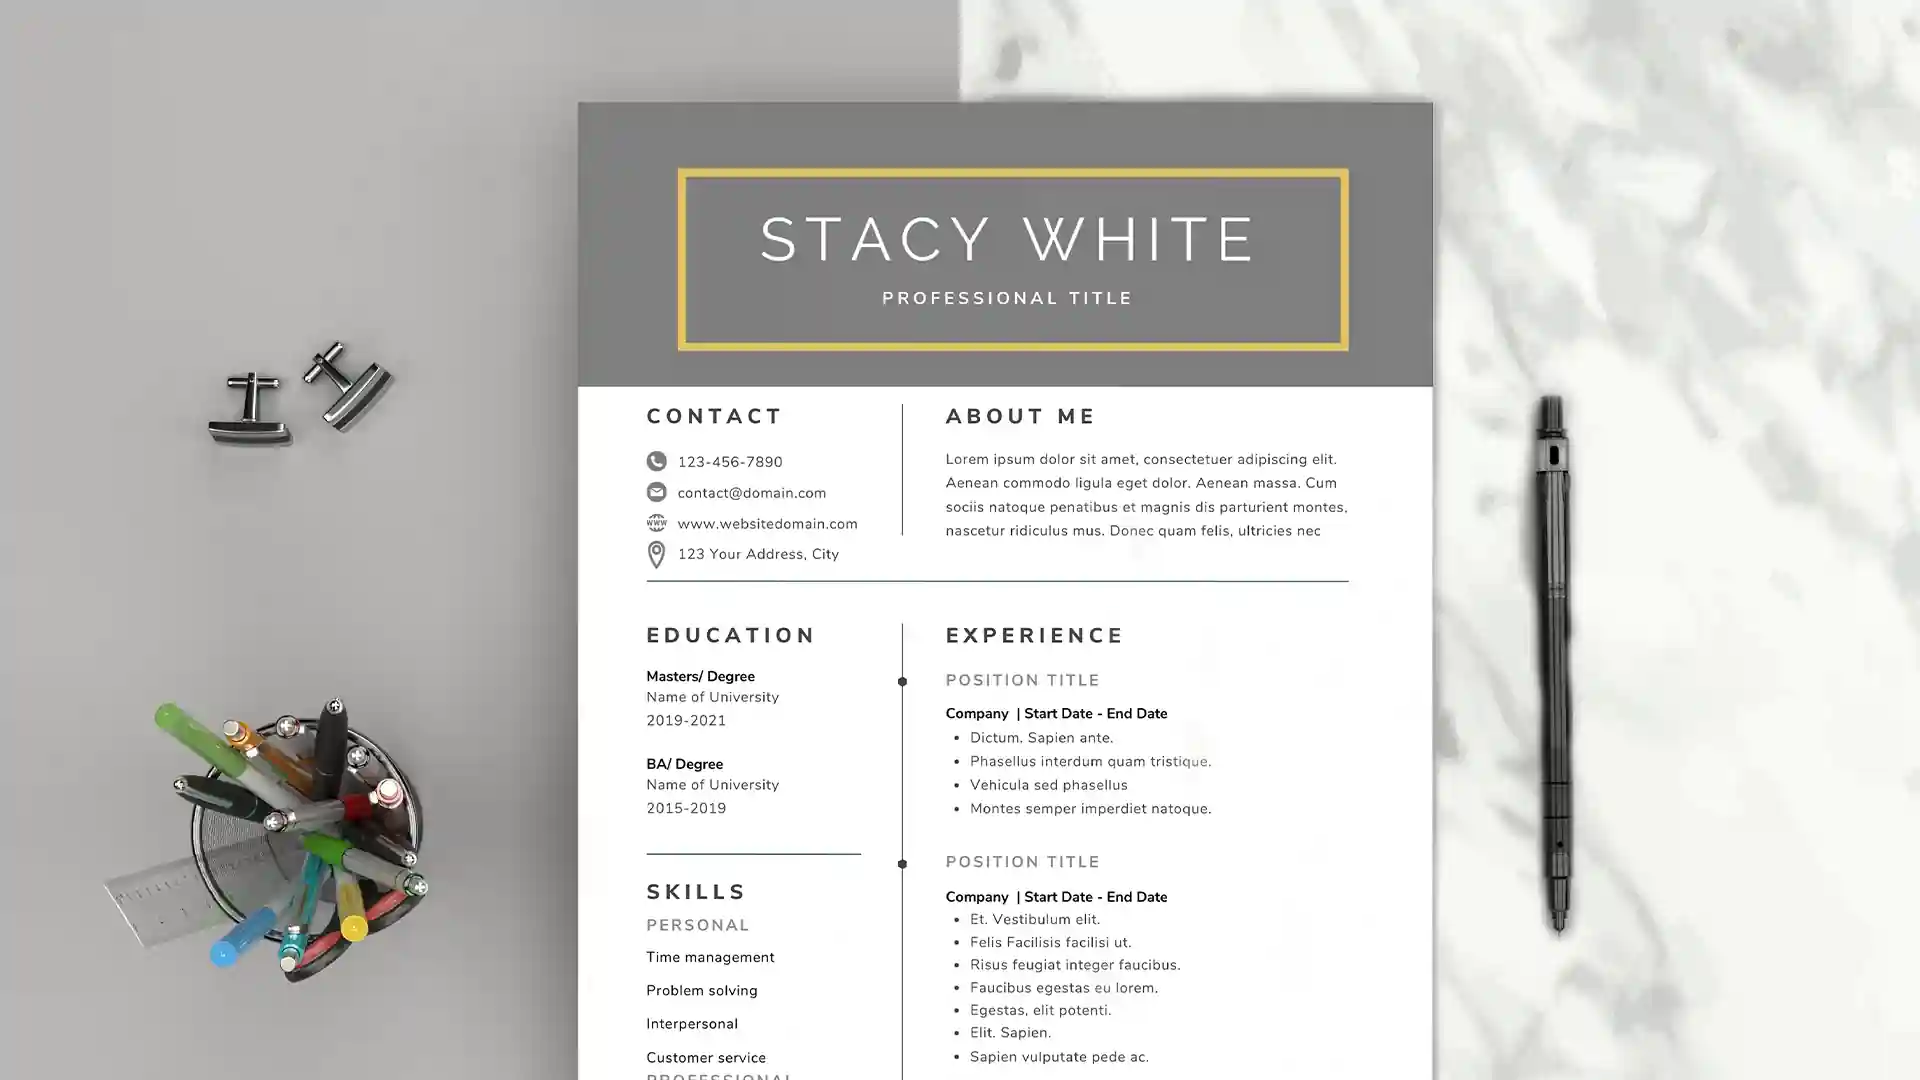 STACY WHITE
PROFESSIONAL TITLE
CONTACT
123-456-7890
contact@domain.com
www
www.websitedomain.com
123 Your Address, City
ABOUT ME
Lorem ipsum dolor sit amet, consectetuer adipiscing elit.
Aenean commodo ligula eget dolor. Aenean massa. Cum
sociis natoque penatibus et magnis dis parturient montes,
nascetur ridiculus mus. Donec quam felis, ultricies nec
EDUCATION
Masters/ Degree
Name of University
2019-2021
BA/ Degree
Name of University
2015-2019
SKILLS
PERSONAL
Time management
Problem solving
Interpersonal
Customer service
PROFESSIONAL
EXPERIENCE
POSITION TITLE
Company | Start Date - End Date
• Dictum. Sapien ante.
• Phasellus interdum quam tristique.
• Vehicula sed phasellus
• Montes semper imperdiet natoque.
POSITION TITLE
Company | Start Date - End Date
• Et. Vestibulum elit.
• Felis Facilisis facilisi ut.
• Risus feugiat integer faucibus.
• Faucibus egestas eu lorem.
• Egestas, elit potenti.
• Elit. Sapien.
• Sapien vulputate pede ac.